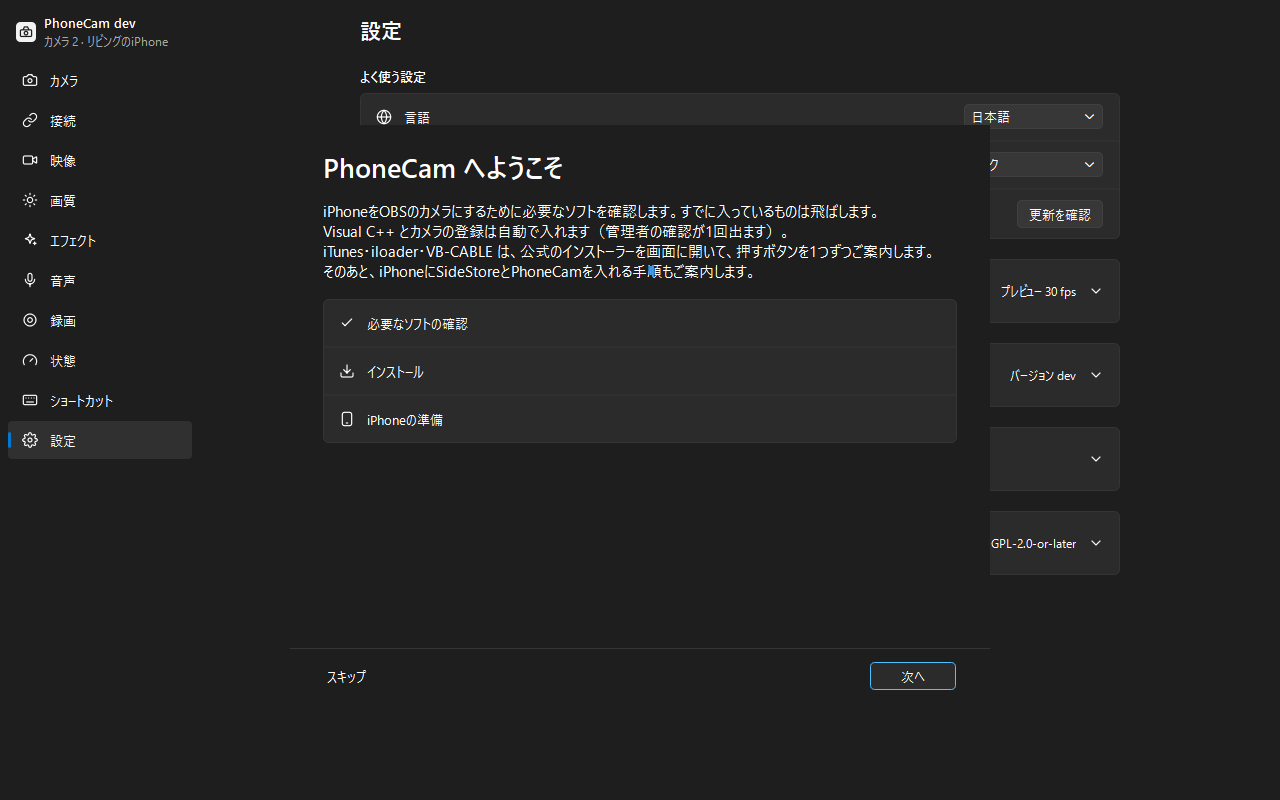 PhoneCam dev
カメラ 2 · リビングのiPhone
カメラ
接続
映像
画質
エフェクト
音声
録画
状態
ショートカット
設定
設定
よく使う設定
言語
日本語
ク
更新を確認
プレビュー 30 fps
バージョン dev
GPL-2.0-or-later
PhoneCam へようこそ
iPhoneをOBSのカメラにするために必要なソフトを確認します。すでに入っているものは飛ばします。
Visual C++ とカメラの登録は自動で入れます（管理者の確認が1回出ます）。
iTunes・iloader・VB-CABLE は、公式のインストーラーを画面に開いて、押すボタンを1つずつご案内します。
そのあと、iPhoneにSideStoreとPhoneCamを入れる手順もご案内します。
必要なソフトの確認
インストール
iPhoneの準備
スキップ
次へ